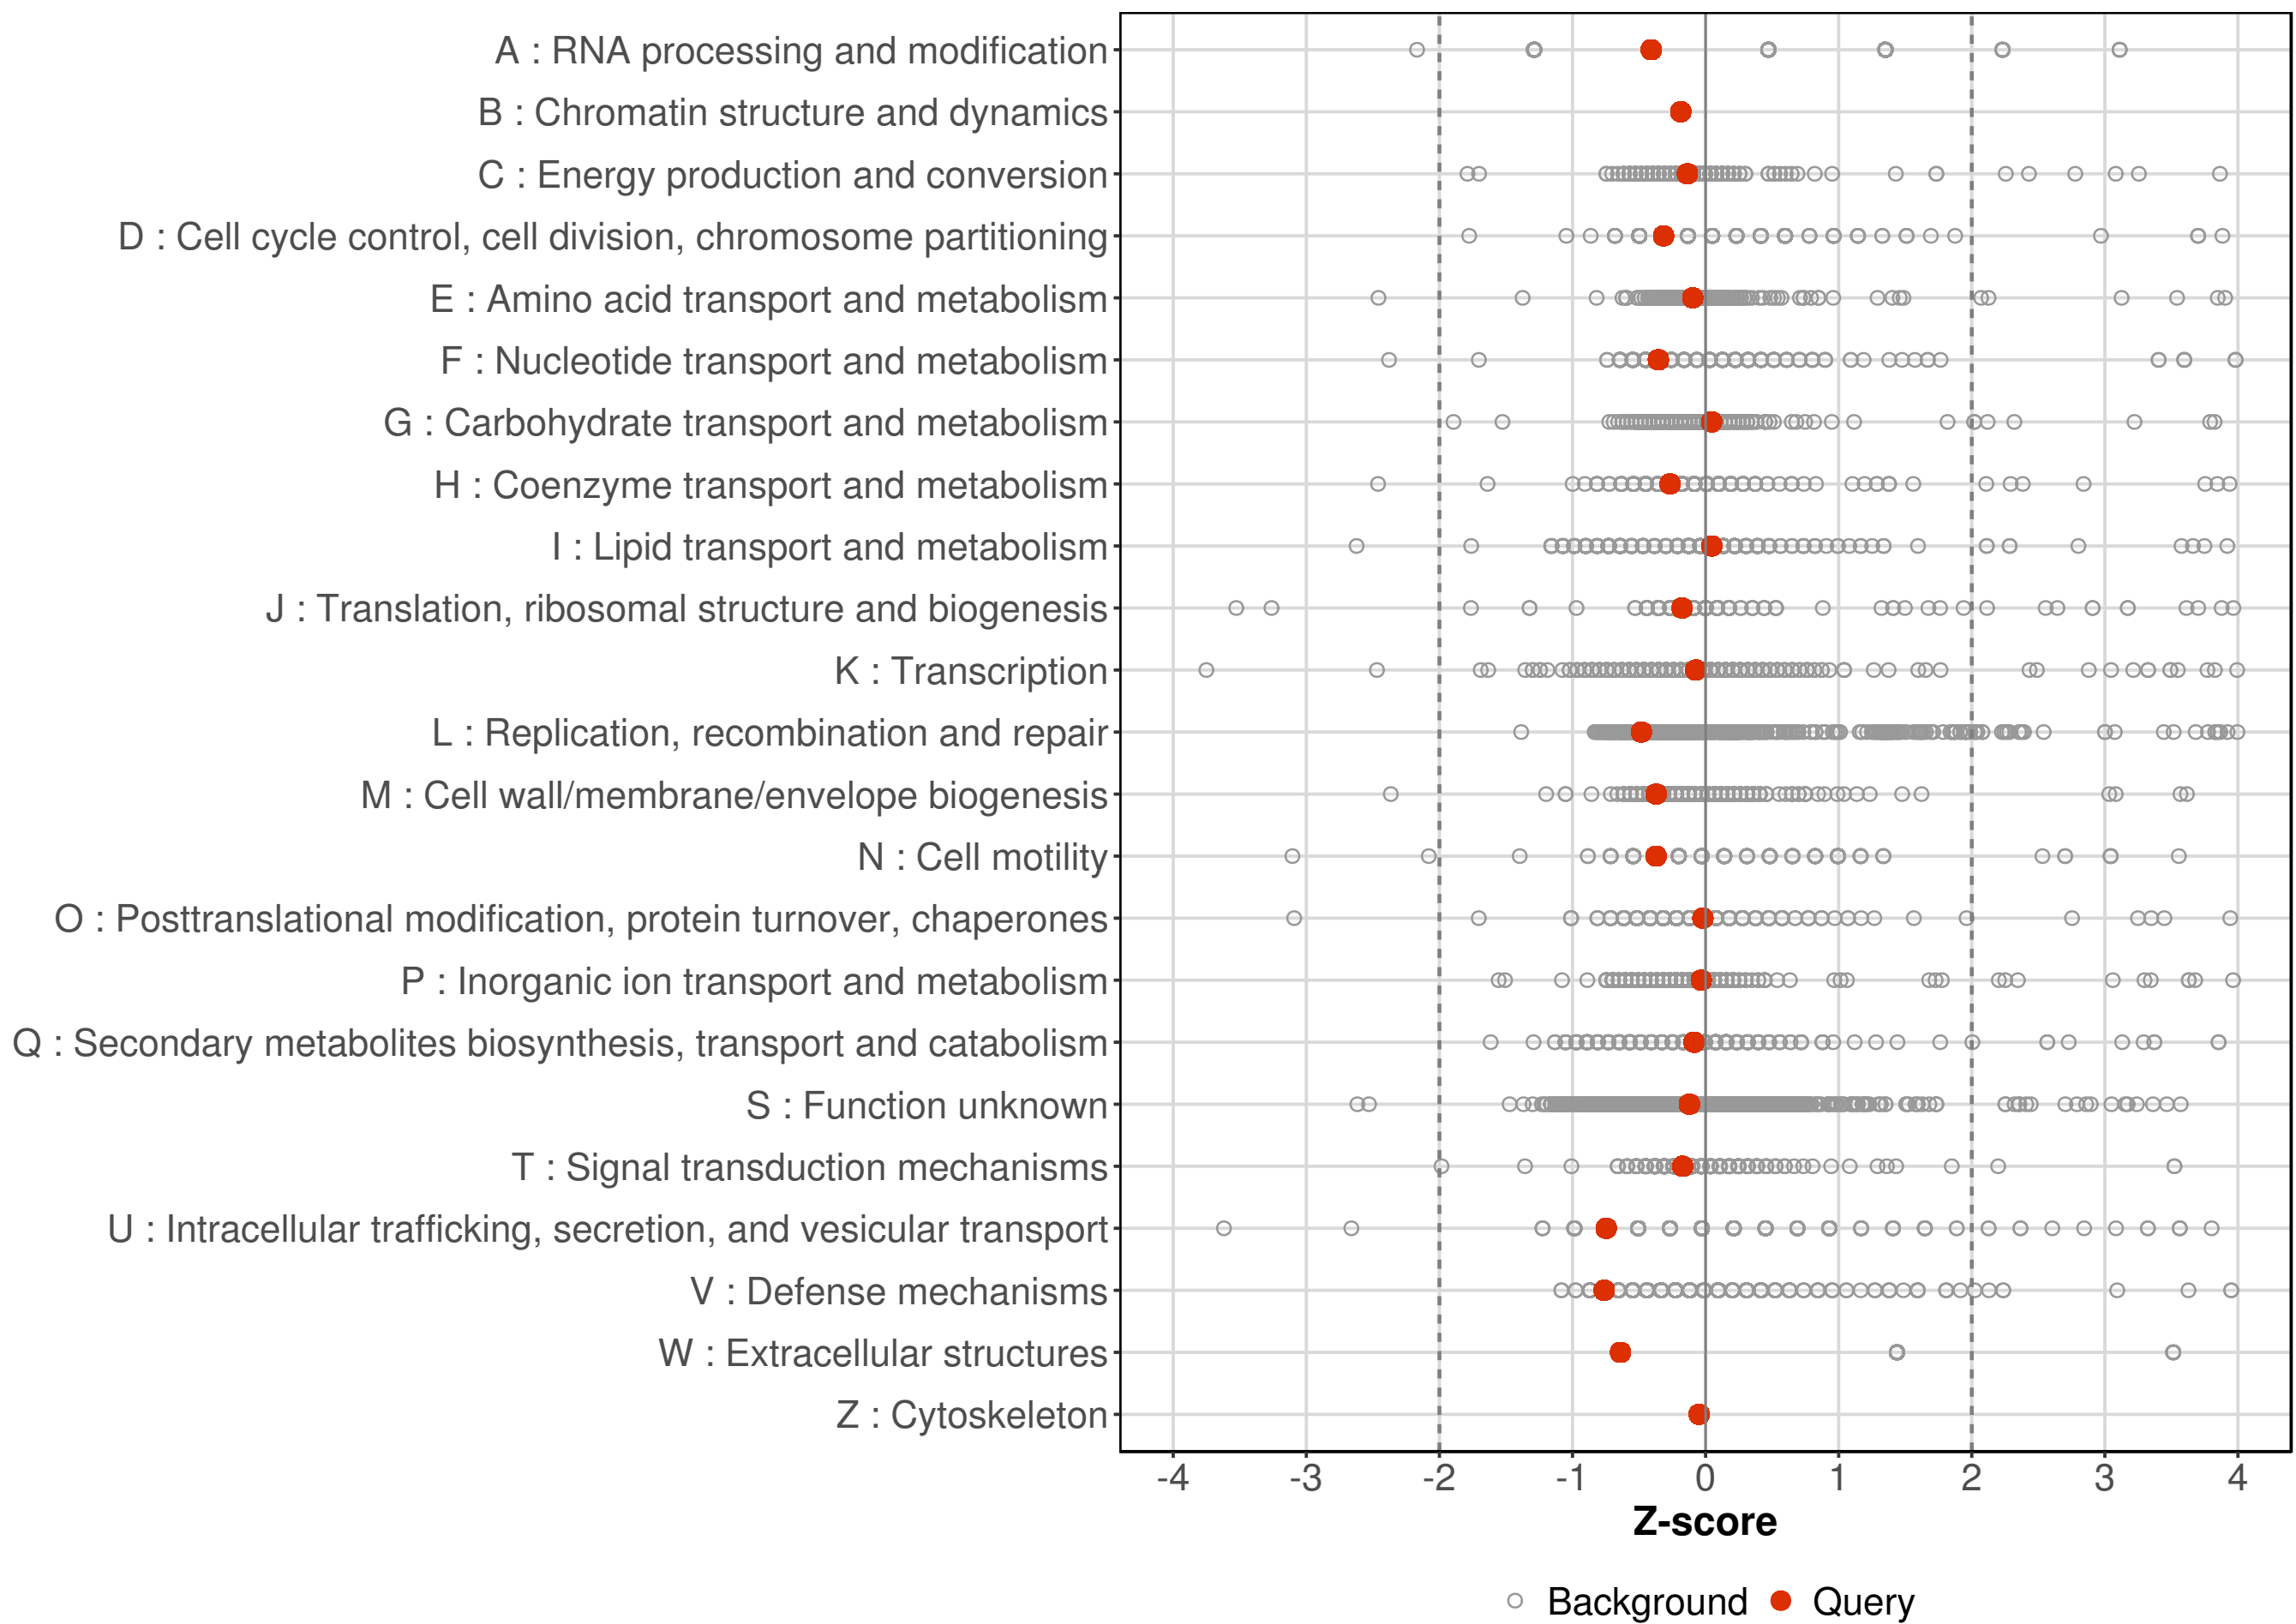 A : RNA processing and modification
B : Chromatin structure and dynamics
C : Energy production and conversion
D : Cell cycle control, cell division, chromosome partitioning
E : Amino acid transport and metabolism
F : Nucleotide transport and metabolism
G : Carbohydrate transport and metabolism
H : Coenzyme transport and metabolism
I : Lipid transport and metabolism
J : Translation, ribosomal structure and biogenesis
K : Transcription
L : Replication, recombination and repair
M : Cell wall/membrane/envelope biogenesis
N : Cell motility
O : Posttranslational modification, protein turnover, chaperones
P : Inorganic ion transport and metabolism
Q : Secondary metabolites biosynthesis, transport and catabolism
S : Function unknown
T : Signal transduction mechanisms
U : Intracellular trafficking, secretion, and vesicular transport
V : Defense mechanisms
W : Extracellular structures
Z : Cytoskeleton
-4 -3 -2 -1 0 1 2 3 4
Z-score
Background Query